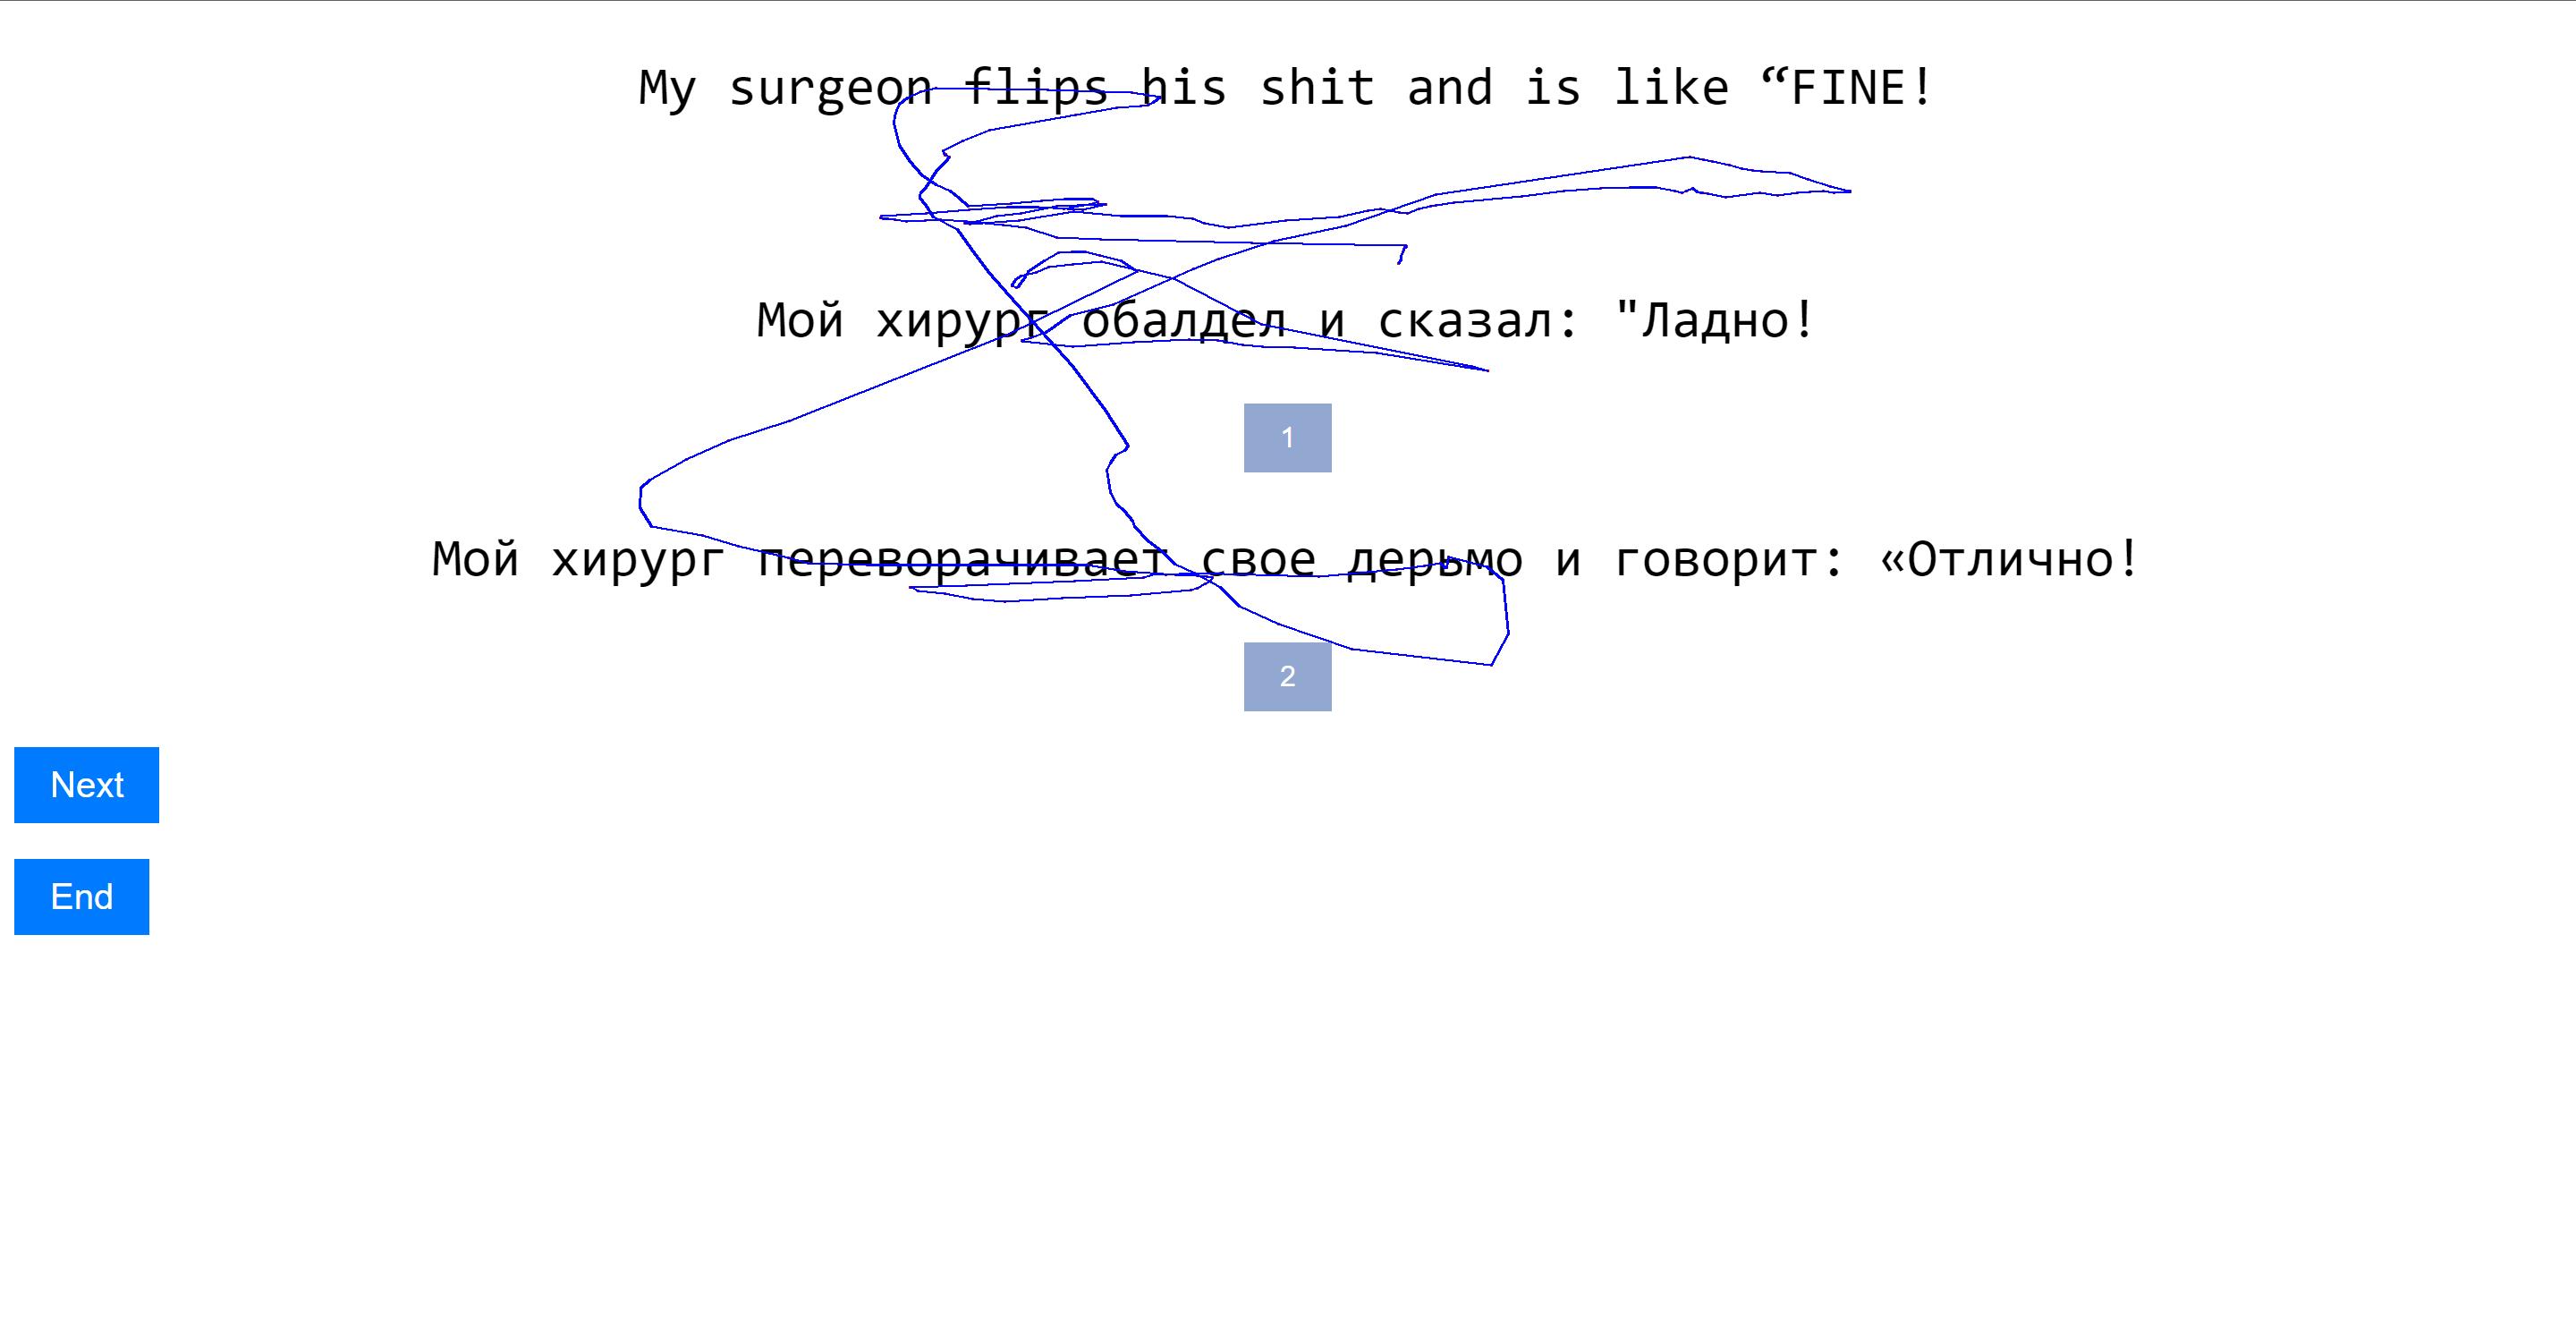 My surgeon flips his shit and is like “FINE!
Мой хирург обалдел и сказал: "Ладно!
1
Мой хирург переворачивает свое дерьмо и говорит: «Отлично!
2
Next
End